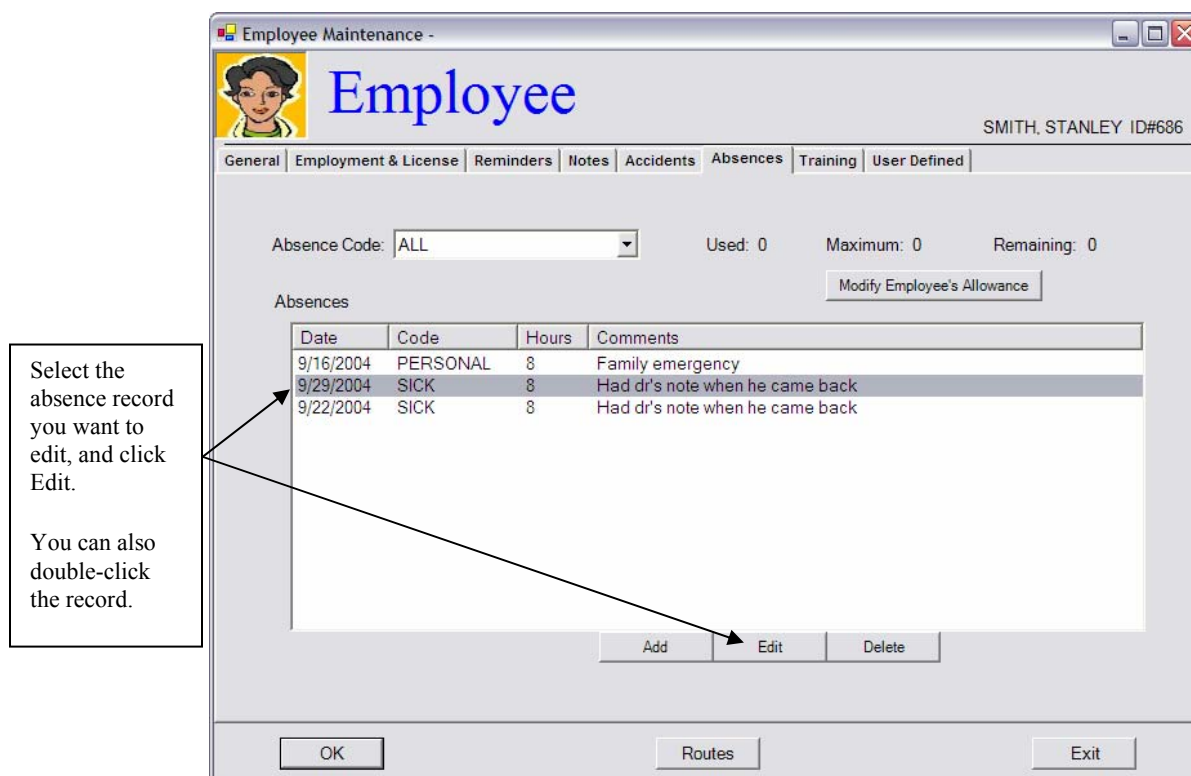 Employee Maintenance -
Employee
SMITH, STANLEY ID#686
General Employment & License Reminders Notes Accidents Absences Training User Defined
Absence Code: ALL Used: 0 Maximum: 0 Remaining: 0
Modify Employee's Allowance
Absences
Date Code Hours Comments
9/16/2004 PERSONAL 8 Family emergency
9/29/2004 SICK 8 Had dr's note when he came back
9/22/2004 SICK 8 Had dr's note when he came back
Select the
absence record
you want to
edit, and click
Edit.
You can also
double-click
the record.
Add Edit Delete
OK Routes Exit